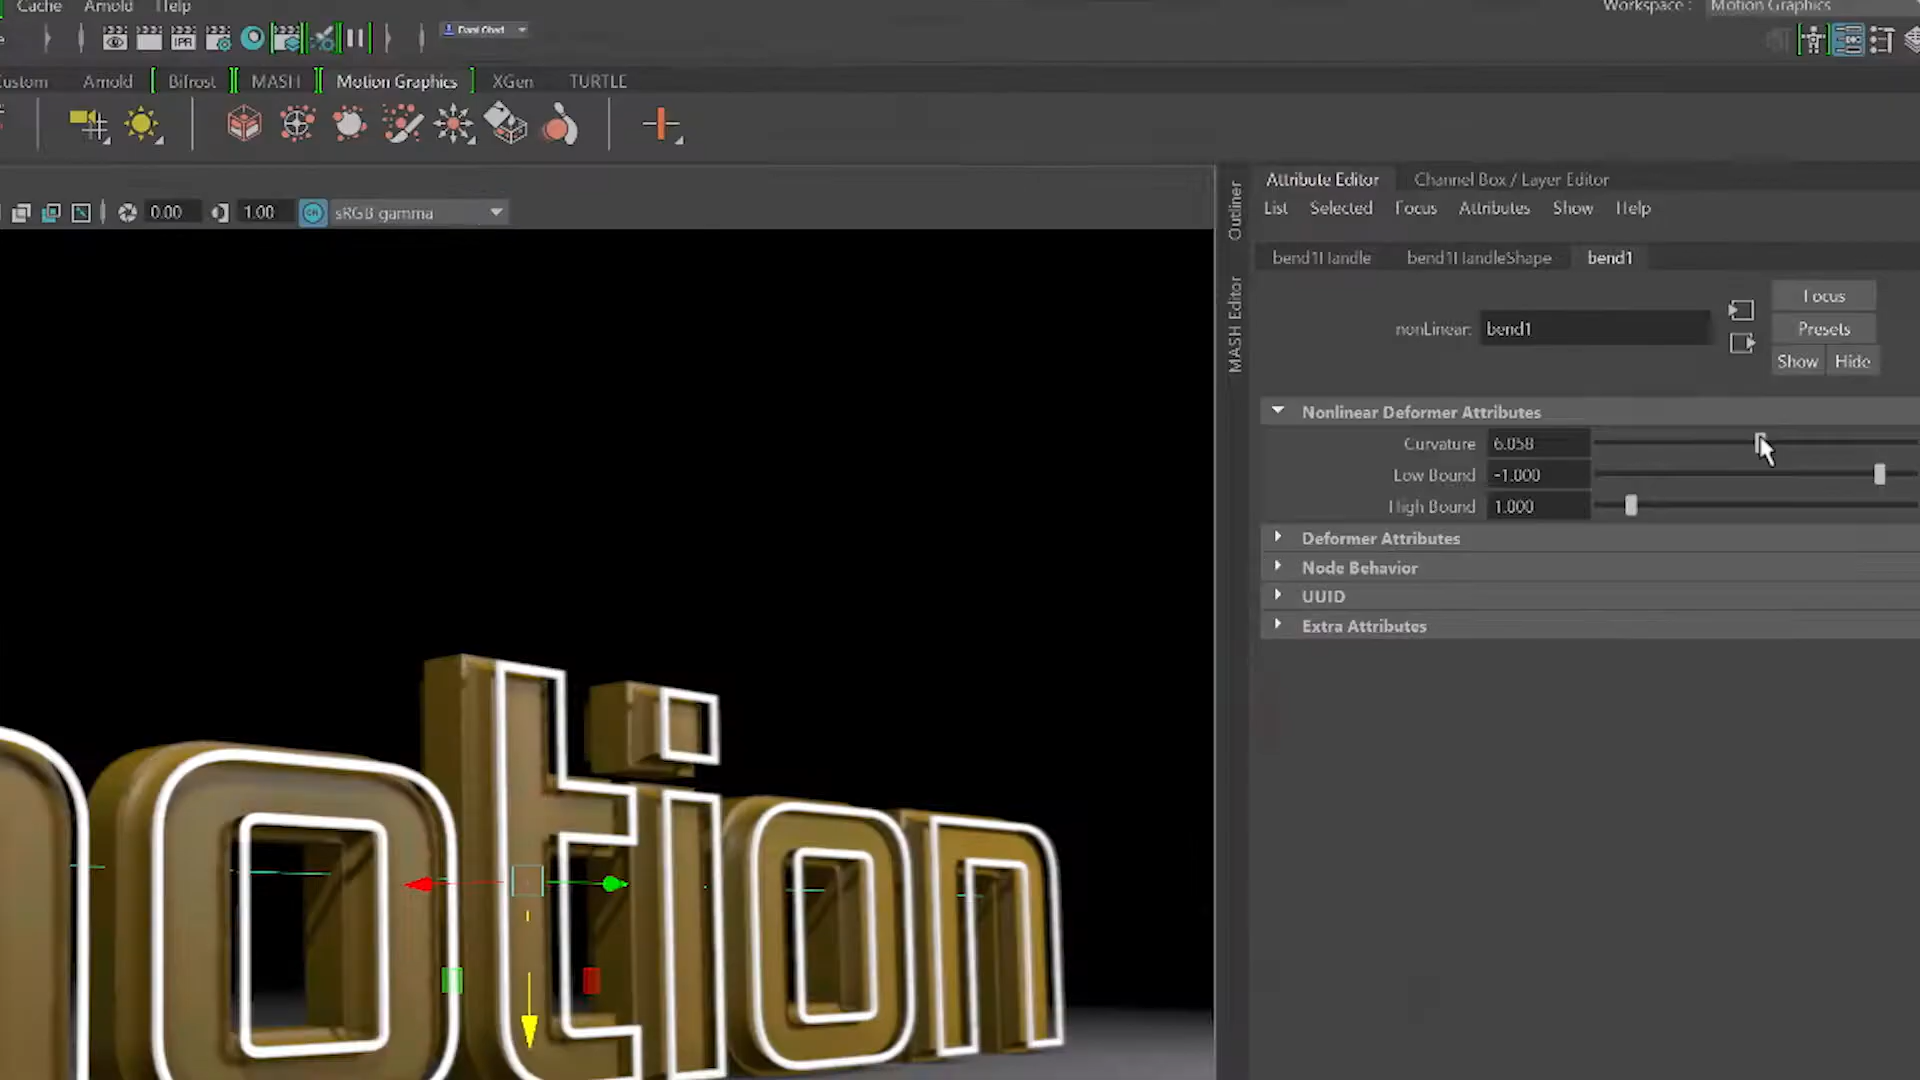 Cache Arnold Help
Workspace : Motion Graphics
IPR
Custom Arnold Bifrost MASH Motion Graphics XGen TURTLE
0.00 1.00 sRGB gamma
Outliner
MASH Editor
Attribute Editor Channel Box / Layer Editor
List Selected Focus Attributes Show Help
bend1Handle bend1HandleShape bend1
Focus
nonLinear: bend1 Presets
Show Hide
Nonlinear Deformer Attributes
Curvature 6.058
Low Bound -1.000
High Bound 1.000
Deformer Attributes
Node Behavior
UUID
Extra Attributes
otion